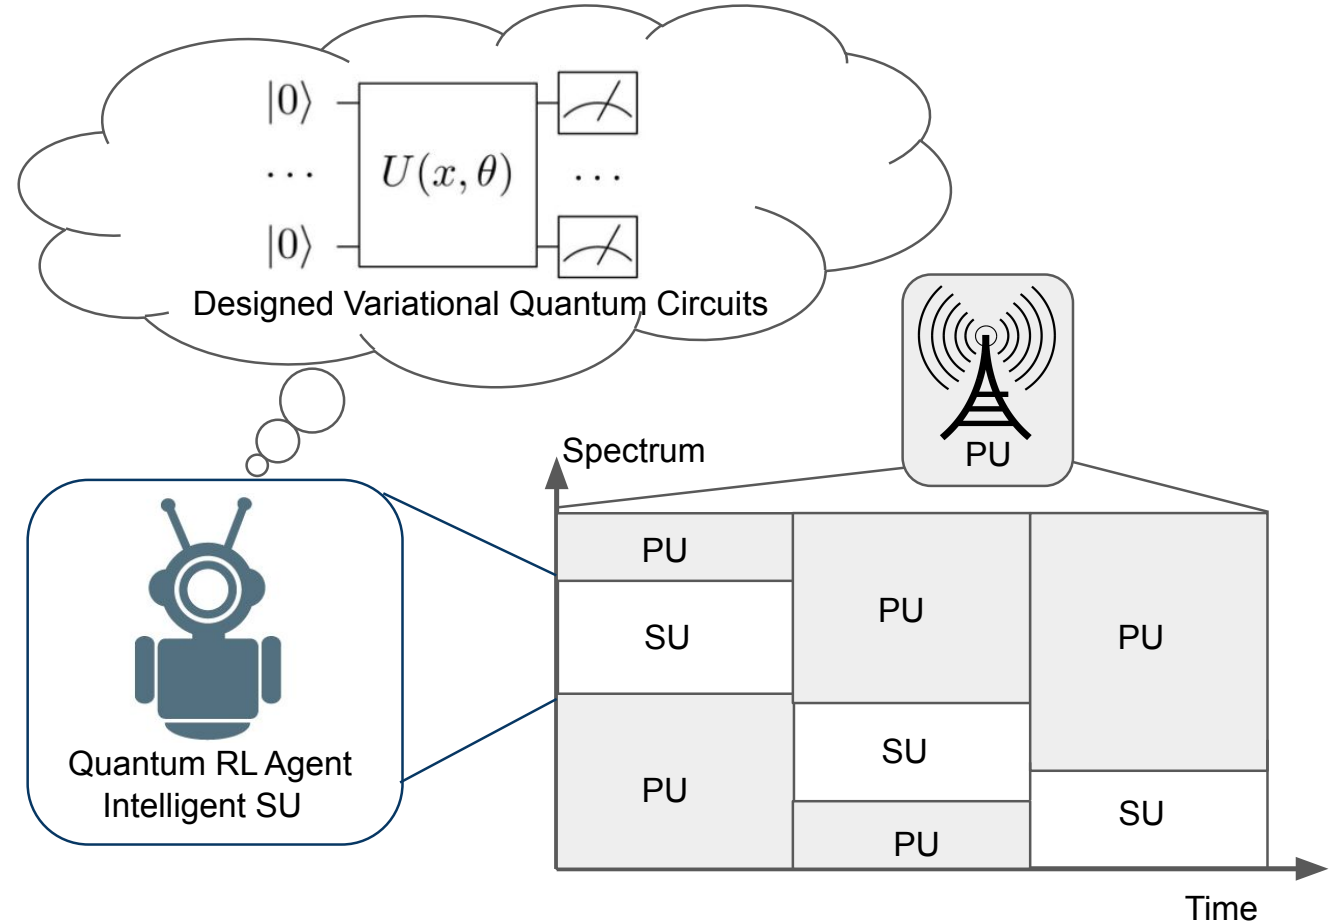 |0⟩
... U(x, θ) ...
|0⟩
Designed Variational Quantum Circuits
PU
Spectrum
PU
SU
PU
PU
SU
PU
PU
SU
Quantum RL Agent
Intelligent SU
Time